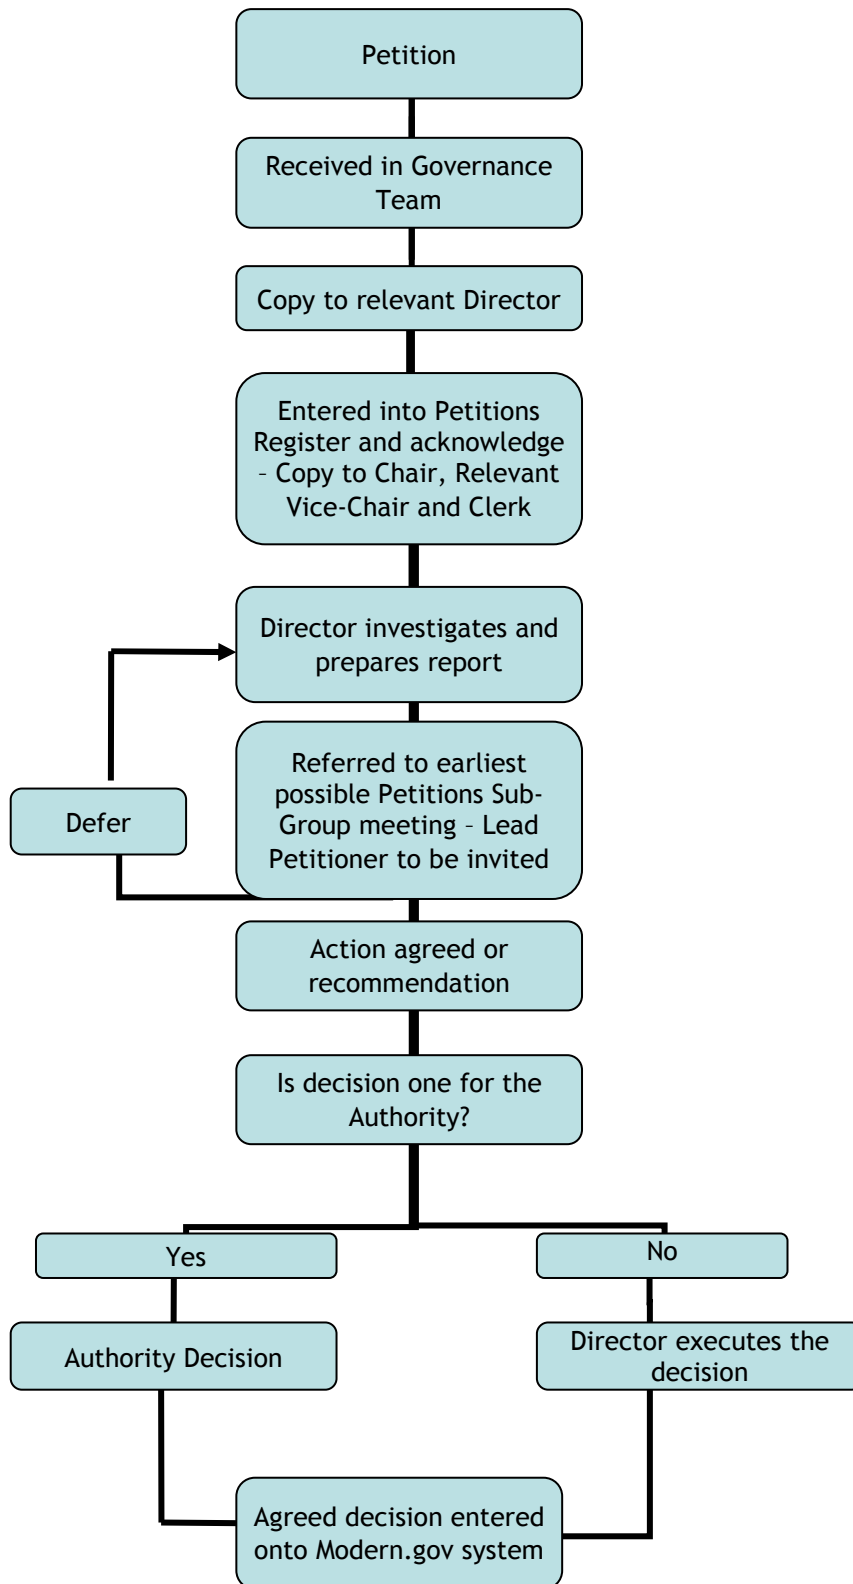 Petition
Received in Governance
Team
Copy to relevant Director
Entered into Petitions
Register and acknowledge
– Copy to Chair, Relevant
Vice-Chair and Clerk
Director investigates and
prepares report
Referred to earliest
possible Petitions Sub-
Group meeting – Lead
Petitioner to be invited
Defer
Action agreed or
recommendation
Is decision one for the
Authority?
Yes
No
Authority Decision
Director executes the
decision
Agreed decision entered
onto Modern.gov system